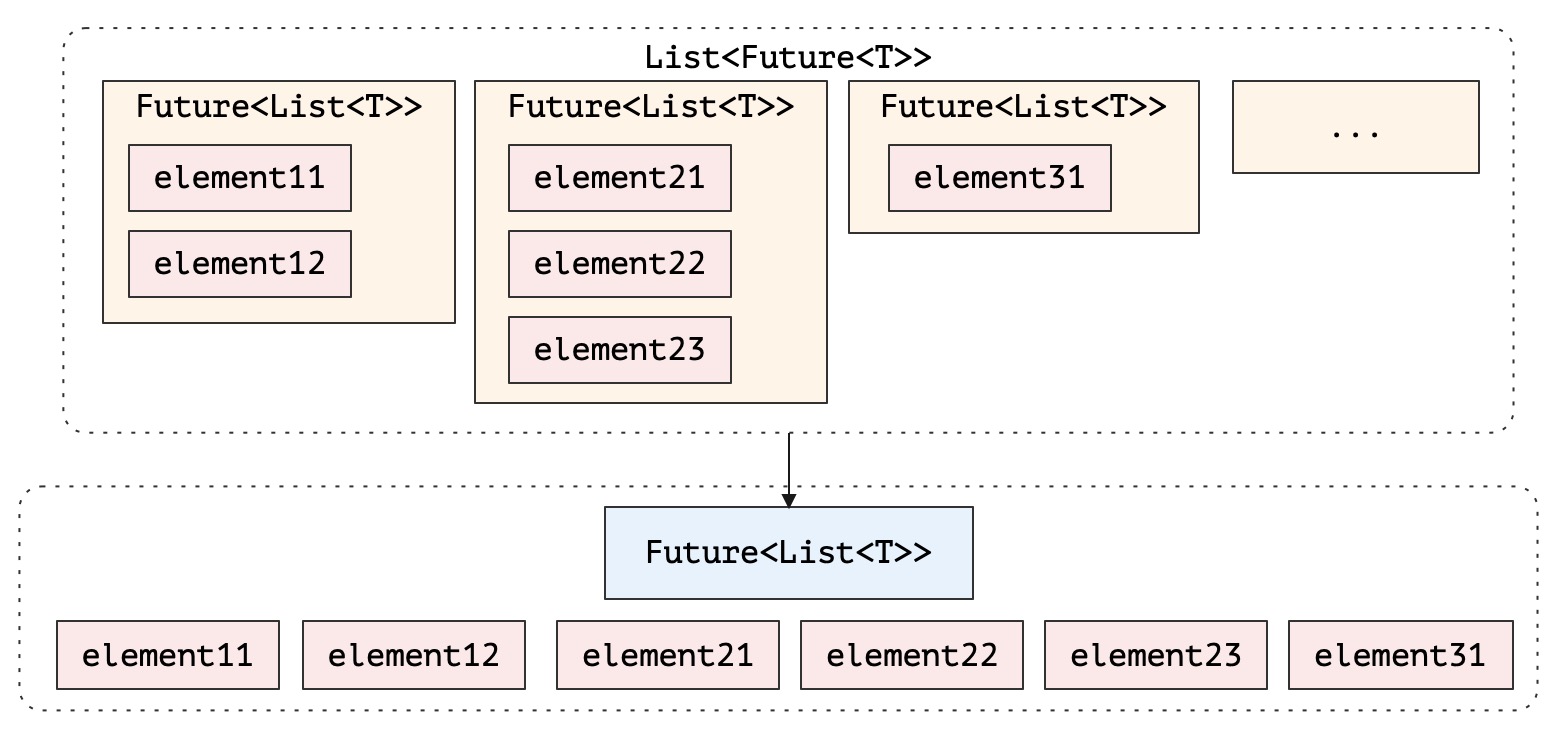 List<Future<T>>
Future<List<T>>
element11
element12
Future<List<T>>
element21
element22
element23
Future<List<T>>
element31
...
Future<List<T>>
element11
element12
element21
element22
element23
element31